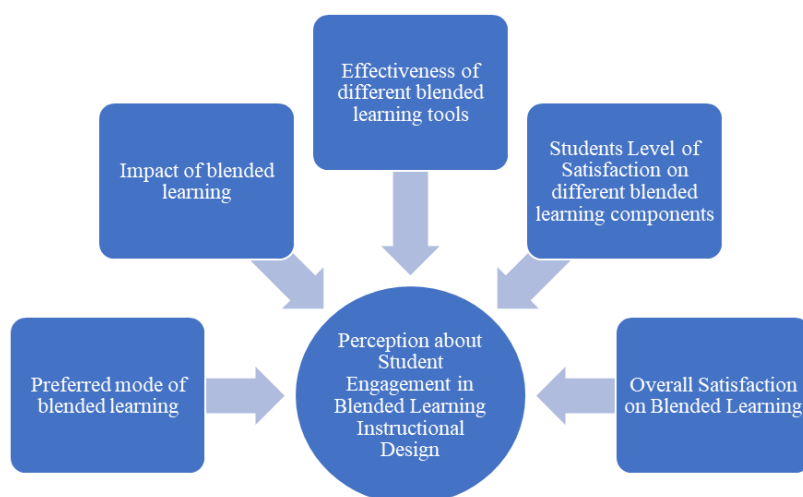 Effectiveness of
different blended
learning tools
Impact of blended
learning
Students Level of
Satisfaction on
different blended
learning components
Preferred mode of
blended learning
Perception about
Student
Engagement in
Blended Learning
Instructional
Design
Overall Satisfaction
on Blended Learning